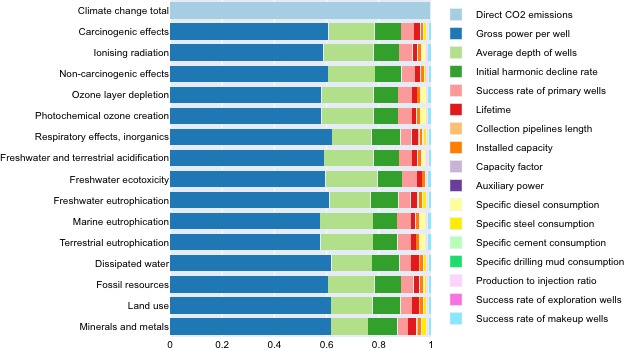 Climate change total
Carcinogenic effects
Ionising radiation
Non-carcinogenic effects
Ozone layer depletion
Photochemical ozone creation
Respiratory effects, inorganics
Freshwater and terrestrial acidification
Freshwater ecotoxicity
Freshwater eutrophication
Marine eutrophication
Terrestrial eutrophication
Dissipated water
Fossil resources
Land use
Minerals and metals
0 0.2 0.4 0.6 0.8 1
Direct CO2 emissions
Gross power per well
Average depth of wells
Initial harmonic decline rate
Success rate of primary wells
Lifetime
Collection pipelines length
Installed capacity
Capacity factor
Auxiliary power
Specific diesel consumption
Specific steel consumption
Specific cement consumption
Specific drilling mud consumption
Production to injection ratio
Success rate of exploration wells
Success rate of makeup wells